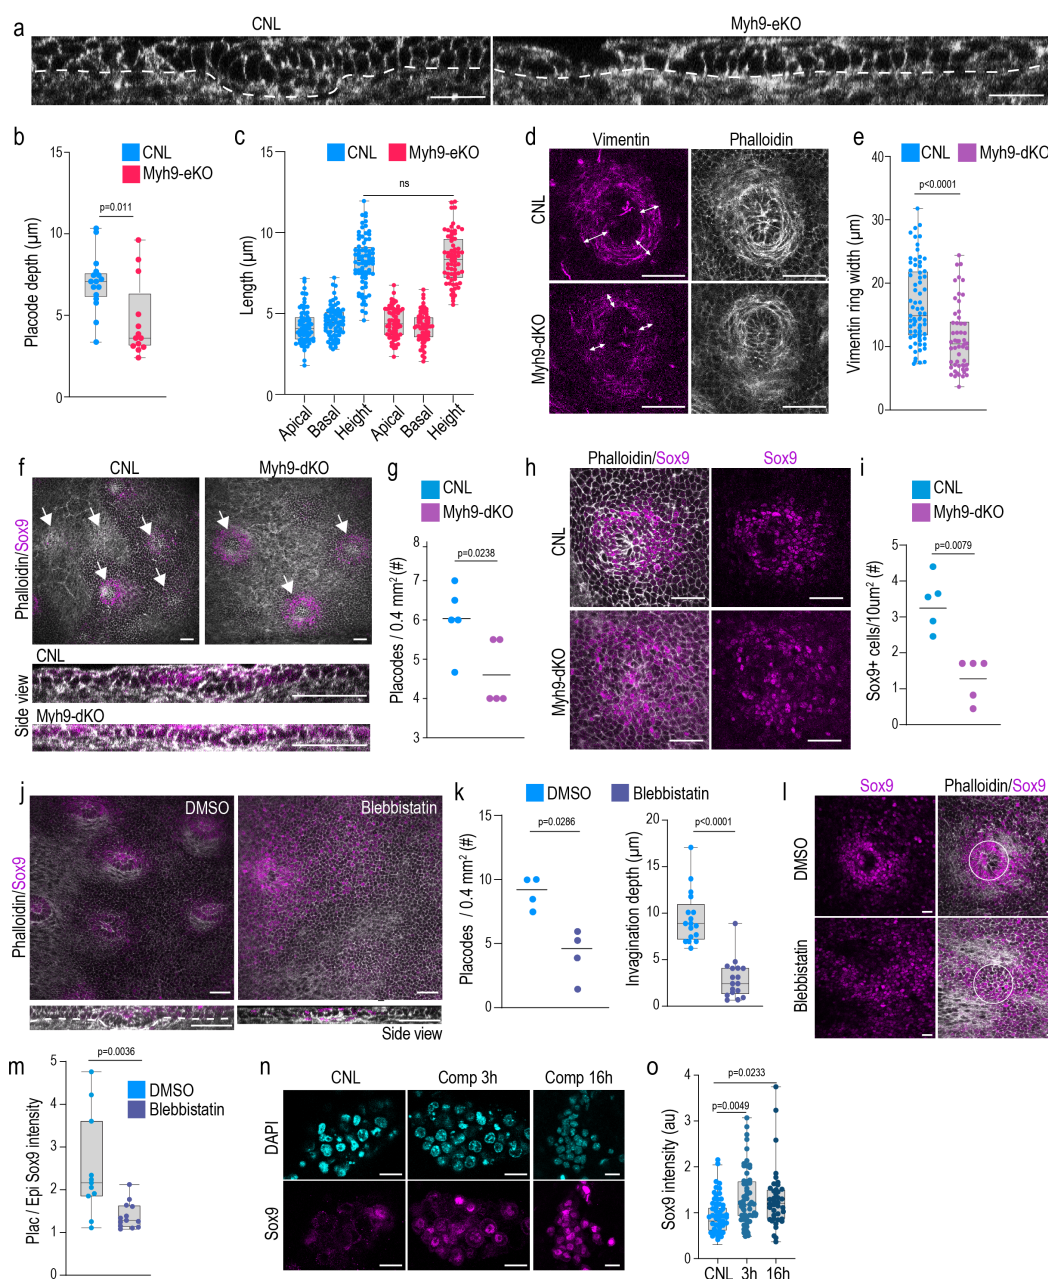 a
CNL
Myh9-eKO
b
CNL
Myh9-eKO
p=0.011
Placode depth (µm)
15
10
5
0
c
CNL
Myh9-eKO
ns
Length (µm)
15
10
5
0
Apical
Basal
Height
Apical
Basal
Height
d
Vimentin
Phalloidin
CNL
Myh9-dKO
e
CNL
Myh9-dKO
p<0.0001
Vimentin ring width (µm)
40
30
20
10
0
f
CNL
Myh9-dKO
Phalloidin/Sox9
CNL
Myh9-dKO
Side view
g
CNL
Myh9-dKO
p=0.0238
Placodes / 0.4 mm² (#)
8
7
6
5
4
3
h
Phalloidin/Sox9
Sox9
CNL
Myh9-dKO
i
CNL
Myh9-dKO
p=0.0079
Sox9+ cells/10um² (#)
5
4
3
2
1
0
j
DMSO
Blebbistatin
Phalloidin/Sox9
Side view
k
DMSO
Blebbistatin
p=0.0286
Placodes / 0.4 mm² (#)
15
10
5
0
p<0.0001
Invagination depth (µm)
20
15
10
5
0
l
Sox9
Phalloidin/Sox9
DMSO
Blebbistatin
m
p=0.0036
DMSO
Blebbistatin
Plac / Epi Sox9 intensity
5
4
3
2
1
0
n
CNL
Comp 3h
Comp 16h
DAPI
Sox9
o
p=0.0233
p=0.0049
Sox9 intensity (au)
4
3
2
1
0
CNL
3h
16h